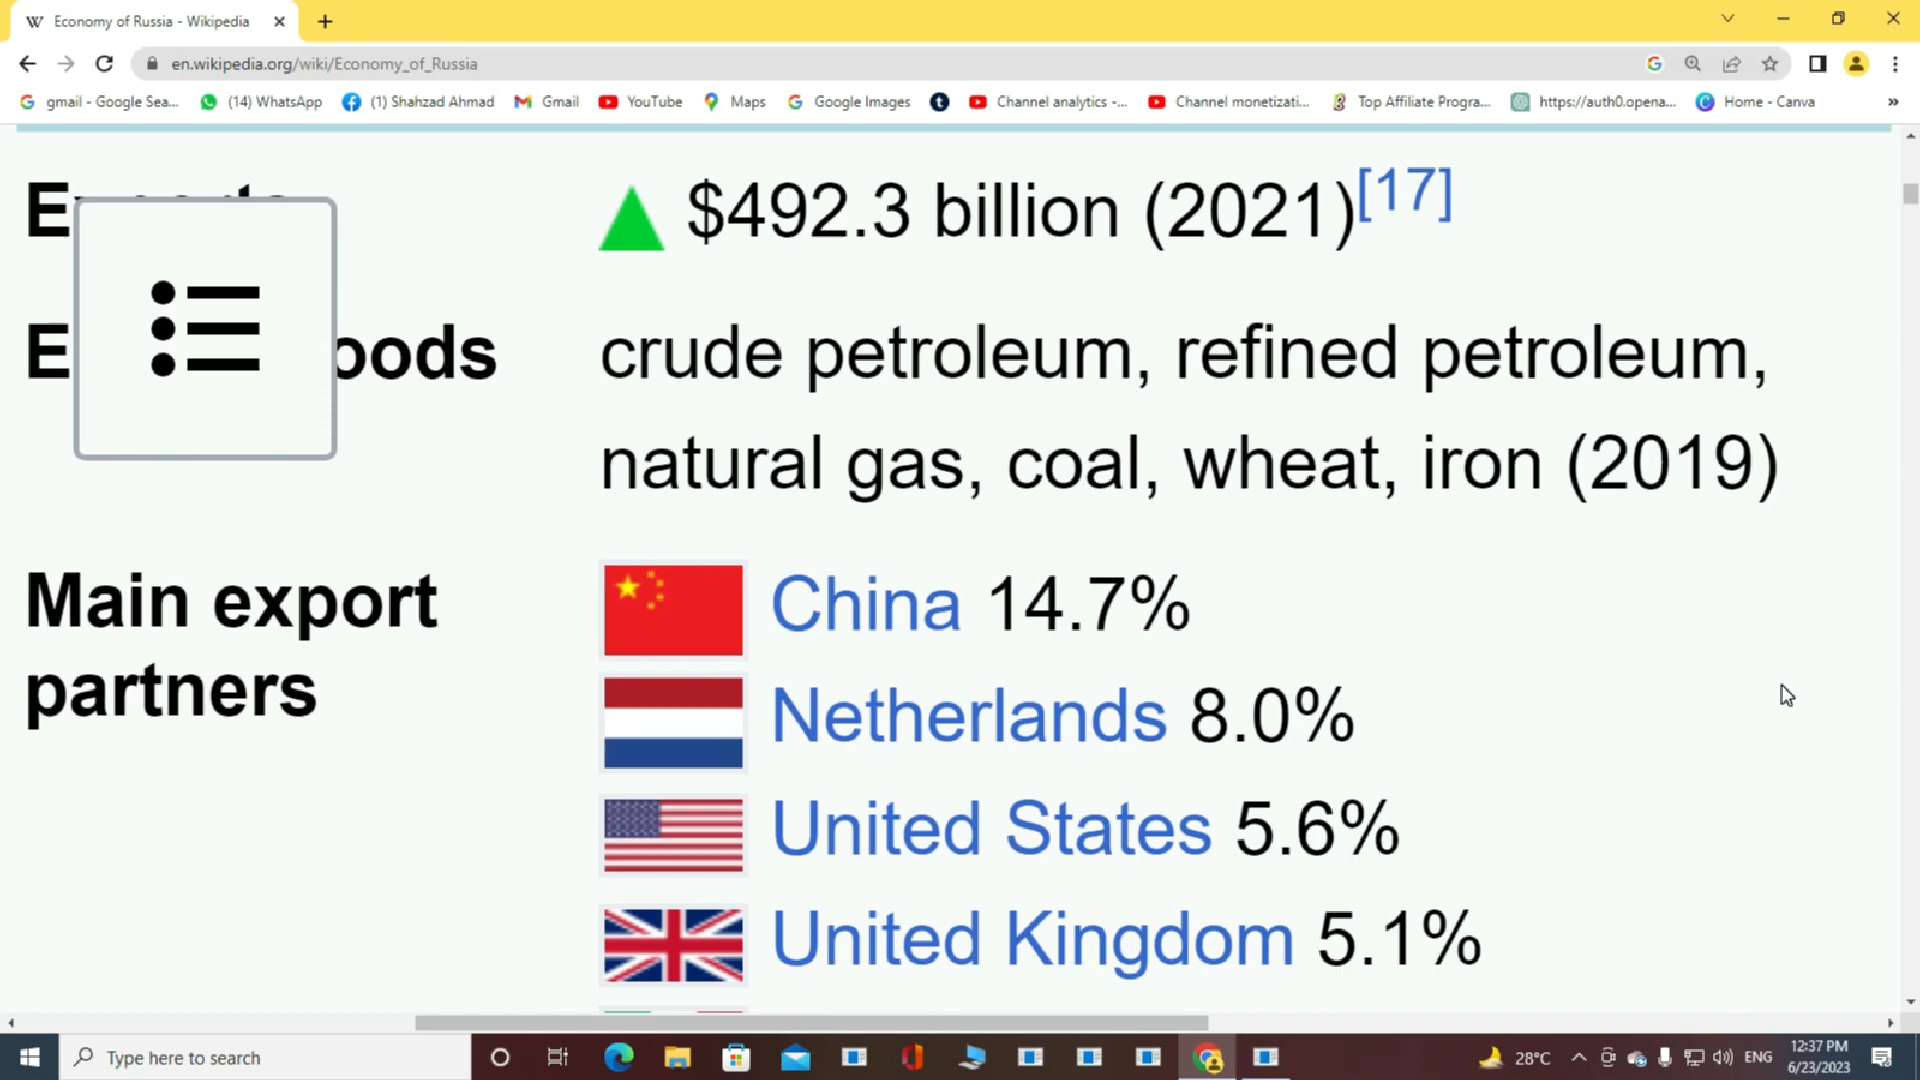 Economy of Russia - Wikipedia
en.wikipedia.org/wiki/Economy_of_Russia
gmail - Google Sea... (14) WhatsApp (1) Shahzad Ahmad Gmail YouTube Maps Google Images Channel analytics -... Channel monetizati... Top Affiliate Progra... https://auth0.opena... Home - Canva »
$492.3 billion (2021)[17]
E oods crude petroleum, refined petroleum,
natural gas, coal, wheat, iron (2019)
Main export
partners
China 14.7%
Netherlands 8.0%
United States 5.6%
United Kingdom 5.1%
Type here to search
28°C ENG
12:37 PM
6/23/2023